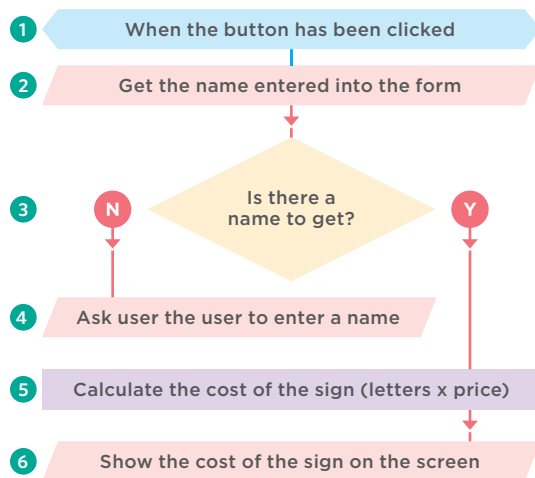 1 When the button has been clicked
2 Get the name entered into the form
Is there a
3 N name to get? Y
4 Ask user the user to enter a name
5 Calculate the cost of the sign (letters x price)
6 Show the cost of the sign on the screen